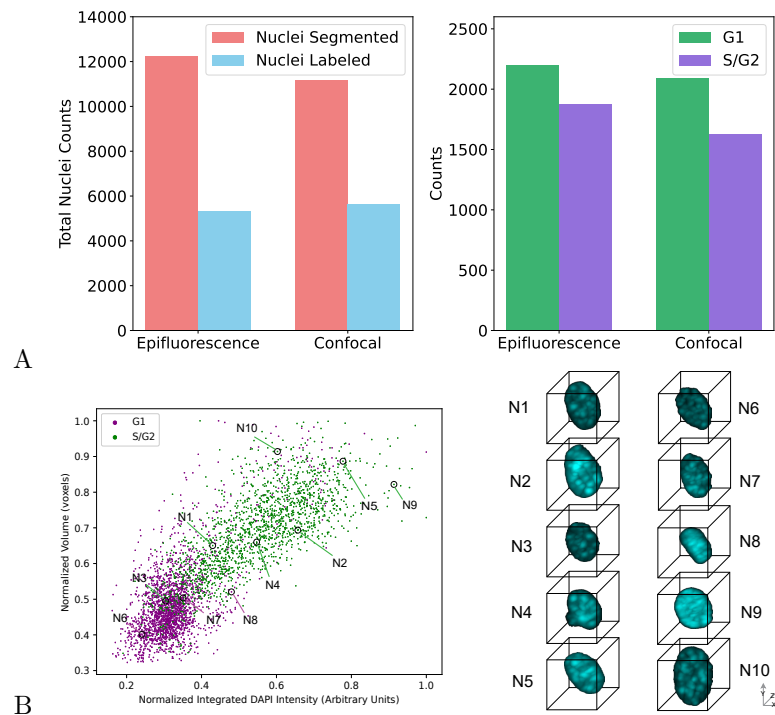 14000
12000
10000
8000
6000
4000
2000
0
Total Nuclei Counts
Nuclei Segmented
Nuclei Labeled
Epifluorescence
Confocal
2500
2000
1500
1000
500
0
Counts
G1
S/G2
Epifluorescence
Confocal
A
1.0
0.9
0.8
0.7
0.6
0.5
0.4
0.3
Normalized Volume (voxels)
G1
S/G2
N10
N5
N9
N1
N2
N4
N3
N8
N7
N6
0.2
0.4
0.6
0.8
1.0
Normalized Integrated DAPI Intensity (Arbitrary Units)
N1
N6
N2
N7
N3
N8
N4
N9
N5
N10
Y
Z
X
B